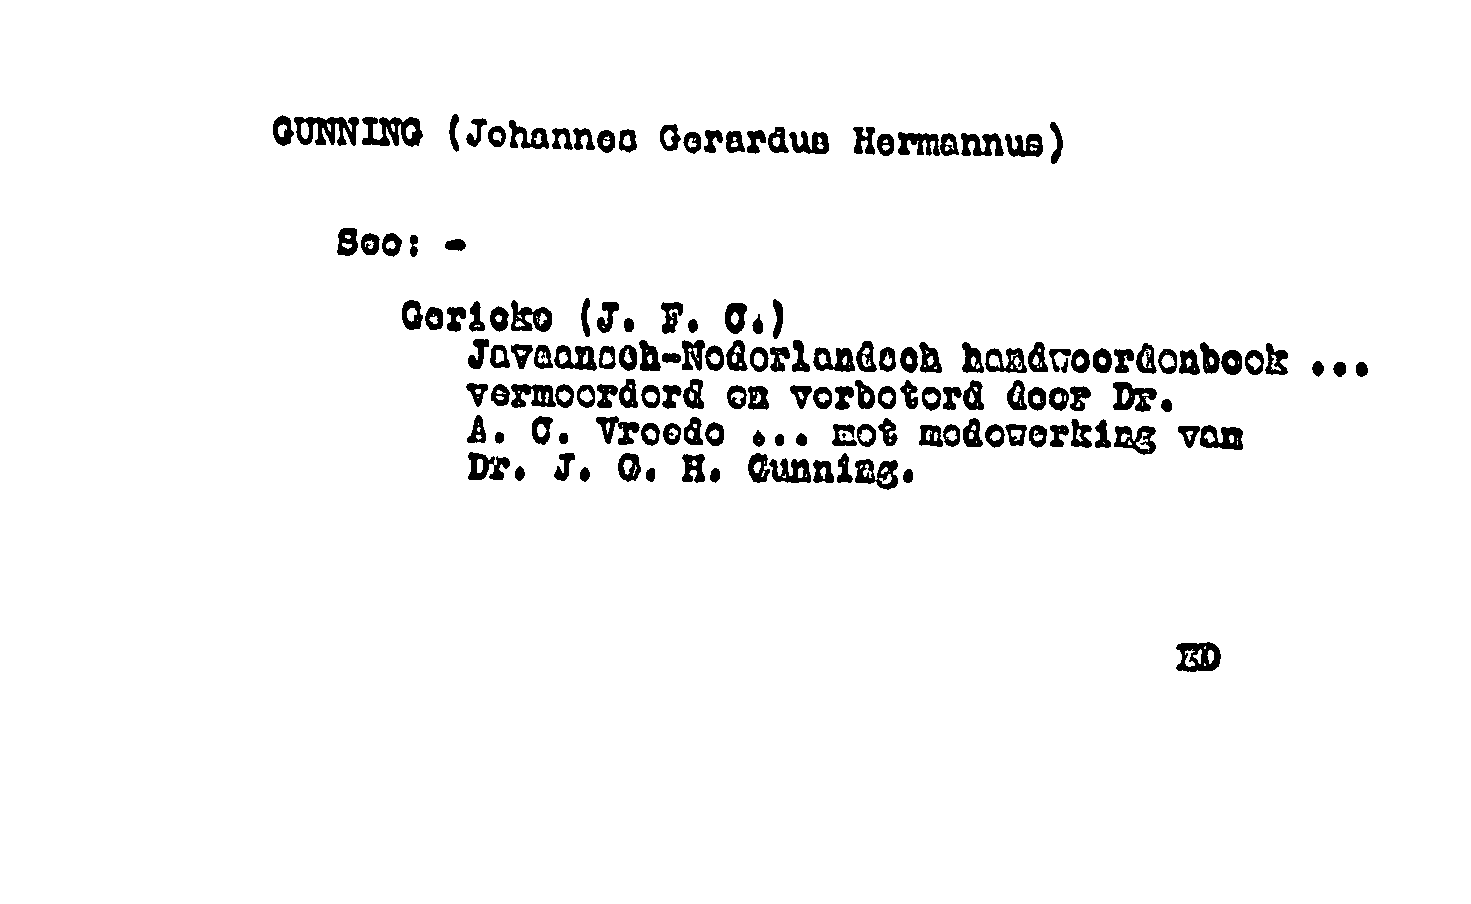 GUNNING (Johannes Gerardus Hermannus)
See: -
Gericke (J. F. C.)
Javaansch-Nederlandsch handwoordenboek ...
vermeerderd en verbeterd door Dr.
A. C. Vreede ... met medewerking van
Dr. J. G. H. Gunning.